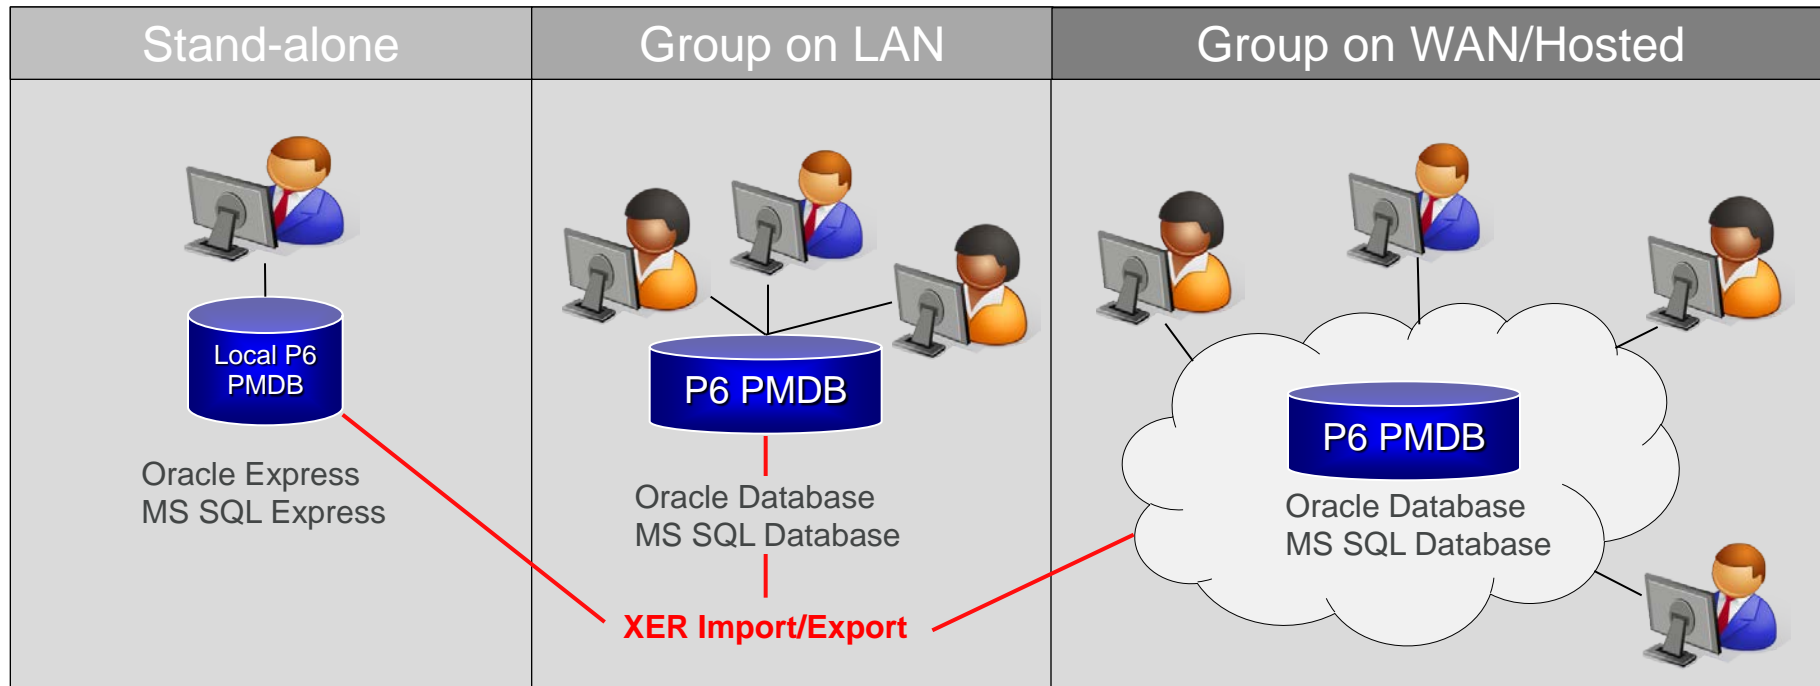 Stand-alone
Group on LAN
Group on WAN/Hosted
Local P6
PMDB
Oracle Express
MS SQL Express
P6 PMDB
Oracle Database
MS SQL Database
XER Import/Export
P6 PMDB
Oracle Database
MS SQL Database